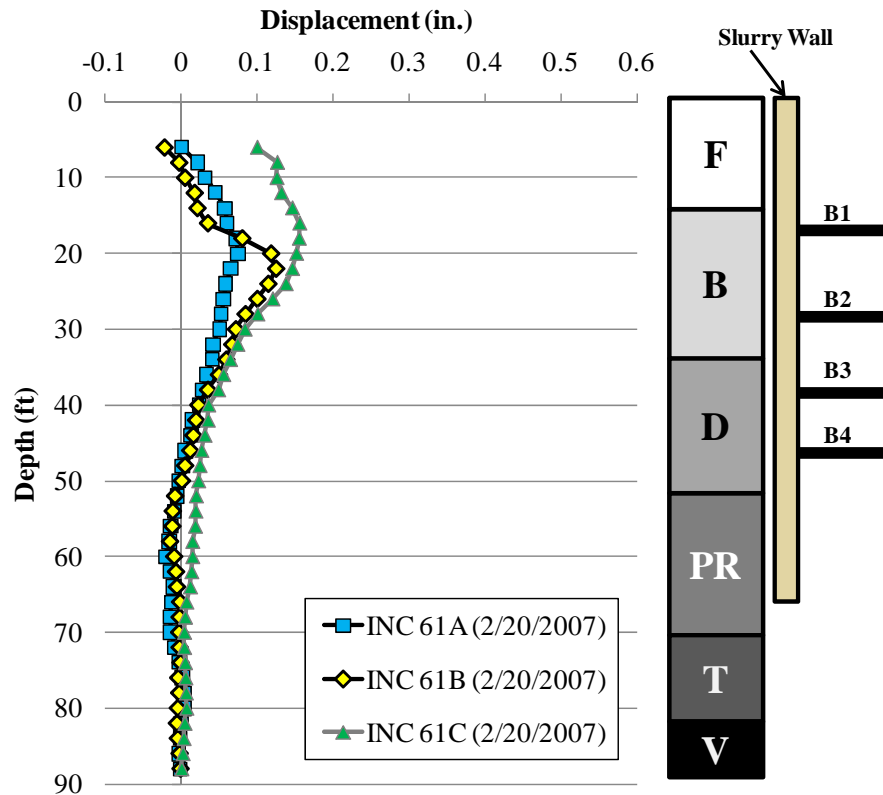 Displacement (in.)
-0.1 0 0.1 0.2 0.3 0.4 0.5 0.6
Depth (ft)
0
10
20
30
40
50
60
70
80
90
INC 61A (2/20/2007)
INC 61B (2/20/2007)
INC 61C (2/20/2007)
Slurry Wall
F
B
D
PR
T
V
B1
B2
B3
B4